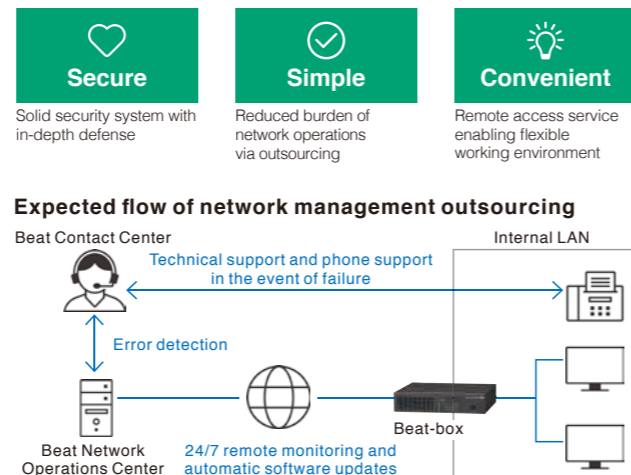 Secure
Solid security system with
in-depth defense
Simple
Reduced burden of
network operations
via outsourcing
Convenient
Remote access service
enabling flexible
working environment
Expected flow of network management outsourcing
Beat Contact Center
Internal LAN
Technical support and phone support
in the event of failure
Error detection
Beat-box
Beat Network
Operations Center
24/7 remote monitoring and
automatic software updates